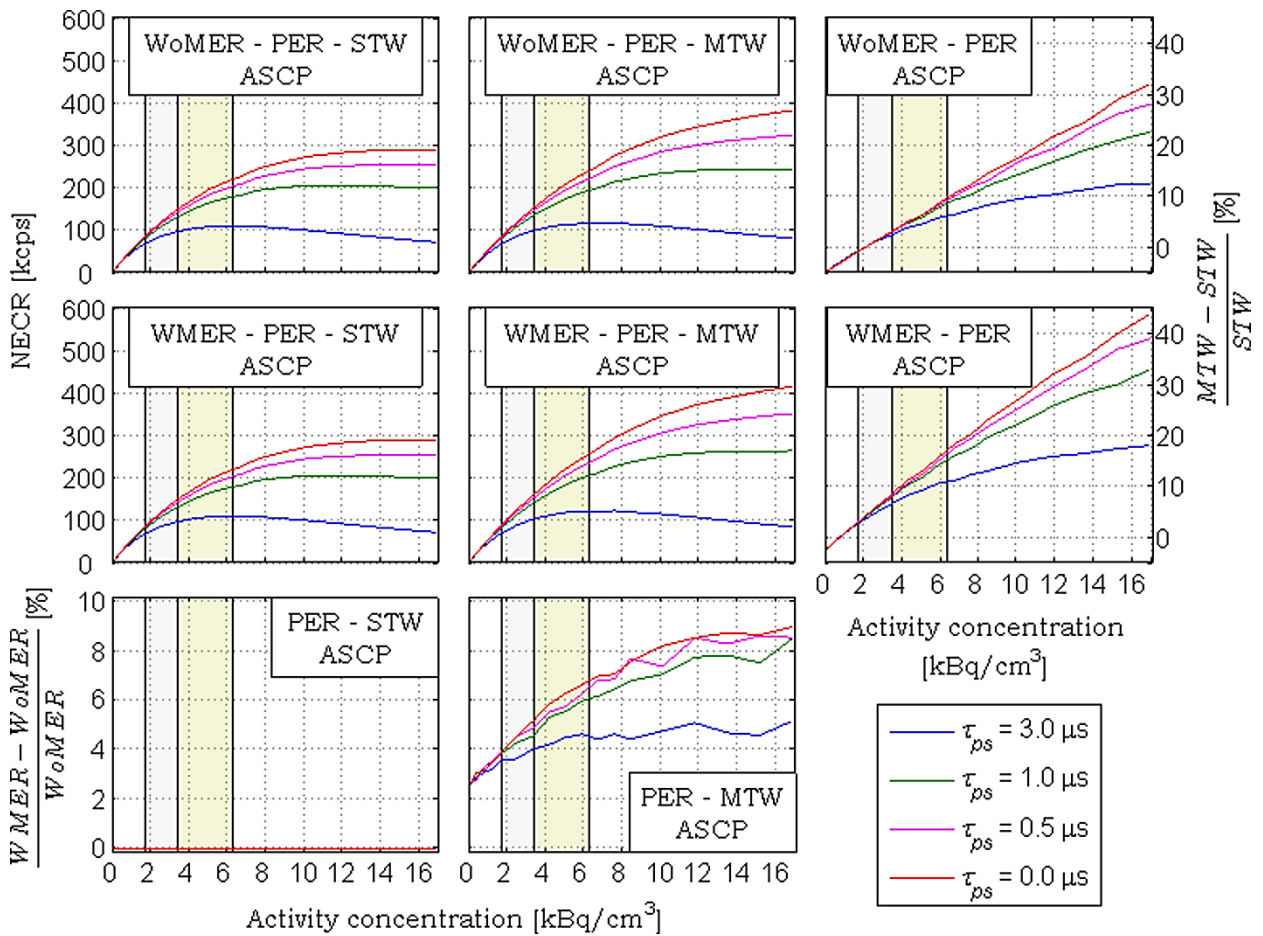 WoMER - PER - STW
ASCP
WoMER - PER - MTW
ASCP
WoMER - PER
ASCP
600
500
400
300
200
100
0
40
30
20
10
0
NECR [kcps]
MTW - STW
STW
[%]
WMER - PER - STW
ASCP
WMER - PER - MTW
ASCP
WMER - PER
ASCP
600
500
400
300
200
100
0
40
30
20
10
0
0 2 4 6 8 10 12 14 16
Activity concentration
[kBq/cm³]
WMER - WoMER
WoMER
[%]
10
8
6
4
2
0
PER - STW
ASCP
PER - MTW
ASCP
0 2 4 6 8 10 12 14 16
0 2 4 6 8 10 12 14 16
Activity concentration [kBq/cm³]
τps = 3.0 µs
τps = 1.0 µs
τps = 0.5 µs
τps = 0.0 µs